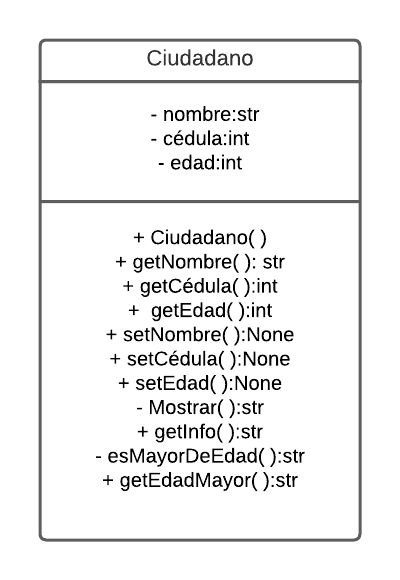 Ciudadano
- nombre:str
- cédula:int
- edad:int
+ Ciudadano( )
+ getNombre( ): str
+ getCédula( ):int
+ getEdad( ):int
+ setNombre( ):None
+ setCédula( ):None
+ setEdad( ):None
- Mostrar( ):str
+ getInfo( ):str
- esMayorDeEdad( ):str
+ getEdadMayor( ):str